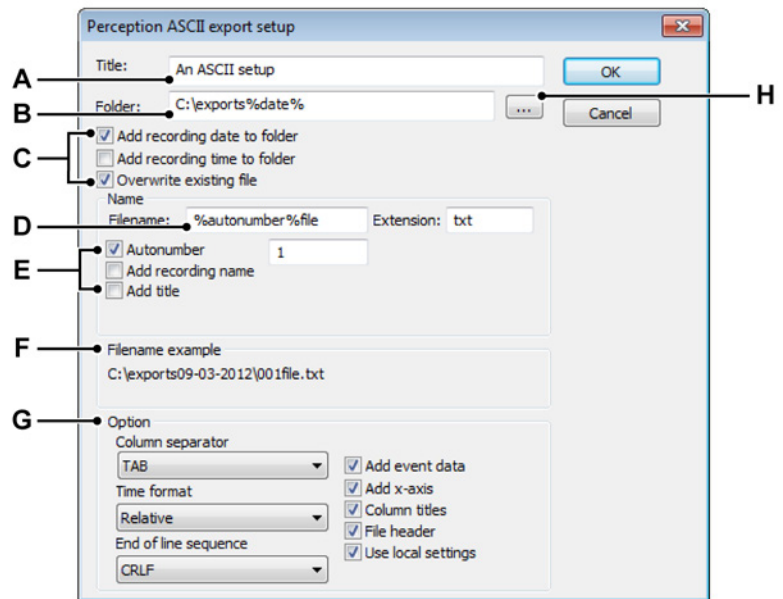 Perception ASCII export setup
A Title: An ASCII setup OK
B Folder: C:\exports%date% ... Cancel H
C Add recording date to folder
Add recording time to folder
Overwrite existing file
Name
D Filename: %autonumber%file Extension: txt
E Autonumber 1
Add recording name
Add title
F Filename example
C:\exports09-03-2012\001file.txt
G Option
Column separator
TAB Add event data
Time format Add x-axis
Relative Column titles
End of line sequence File header
CRLF Use local settings